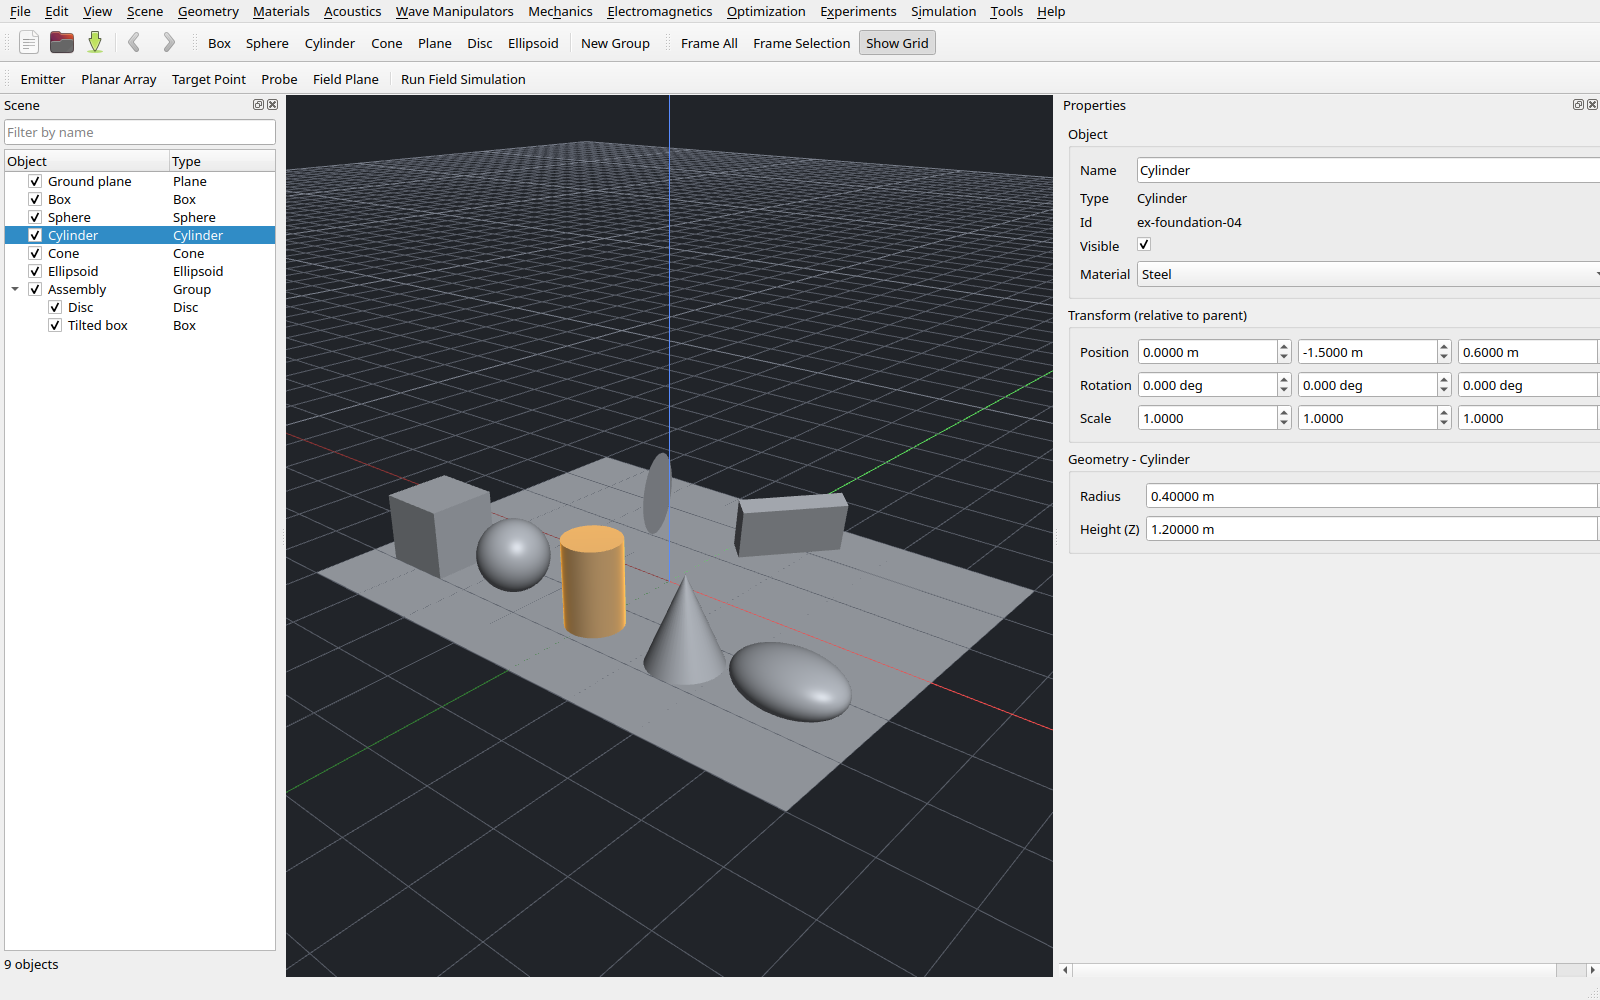 File Edit View Scene Geometry Materials Acoustics Wave Manipulators Mechanics Electromagnetics Optimization Experiments Simulation Tools Help
Box Sphere Cylinder Cone Plane Disc Ellipsoid New Group Frame All Frame Selection Show Grid
Emitter Planar Array Target Point Probe Field Plane Run Field Simulation
Scene
Filter by name
Object Type
Ground plane Plane
Box Box
Sphere Sphere
Cylinder Cylinder
Cone Cone
Ellipsoid Ellipsoid
Assembly Group
Disc Disc
Tilted box Box
9 objects
Properties
Object
Name Cylinder
Type Cylinder
Id ex-foundation-04
Visible
Material Steel
Transform (relative to parent)
Position 0.0000 m -1.5000 m 0.6000 m
Rotation 0.000 deg 0.000 deg 0.000 deg
Scale 1.0000 1.0000 1.0000
Geometry - Cylinder
Radius 0.40000 m
Height (Z) 1.20000 m